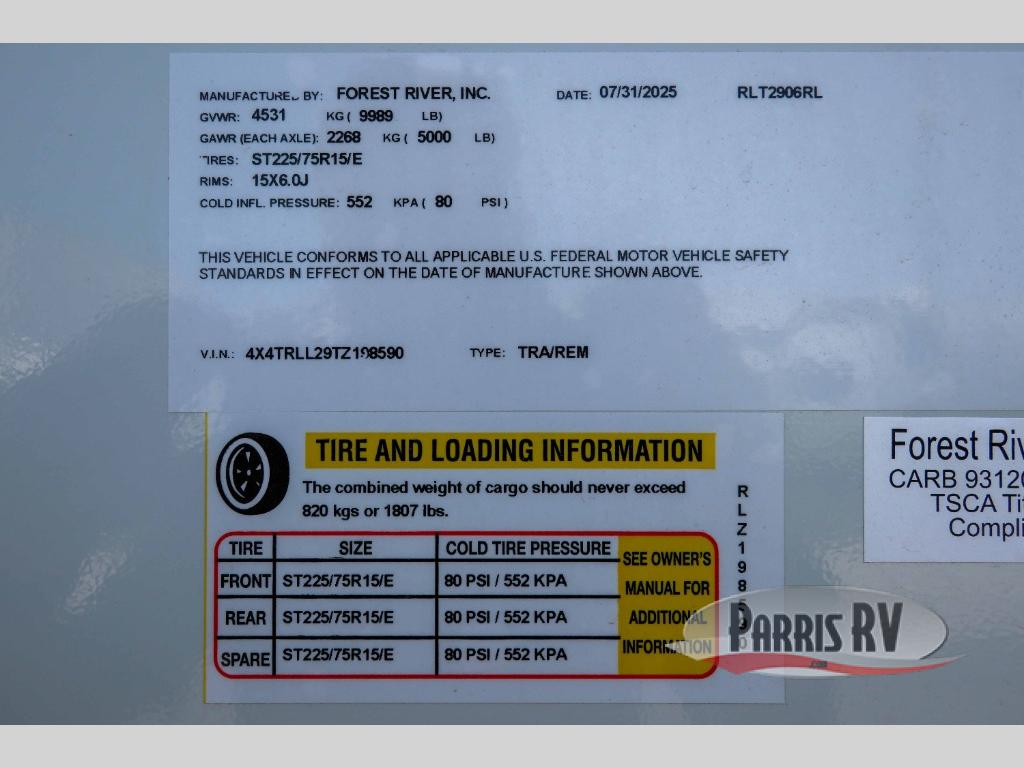 MANUFACTURED BY: FOREST RIVER, INC. DATE: 07/31/2025 RLT2906RL
GVWR: 4531 KG ( 9989 LB)
GAWR (EACH AXLE): 2268 KG ( 5000 LB)
TIRES: ST225/75R15/E
RIMS: 15X6.0J
COLD INFL. PRESSURE: 552 KPA ( 80 PSI )
THIS VEHICLE CONFORMS TO ALL APPLICABLE U.S. FEDERAL MOTOR VEHICLE SAFETY
STANDARDS IN EFFECT ON THE DATE OF MANUFACTURE SHOWN ABOVE.
V.I.N.: 4X4TRLL29TZ198590 TYPE: TRA/REM
TIRE AND LOADING INFORMATION
The combined weight of cargo should never exceed
820 kgs or 1807 lbs.
TIRE SIZE COLD TIRE PRESSURE
FRONT ST225/75R15/E 80 PSI / 552 KPA
REAR ST225/75R15/E 80 PSI / 552 KPA
SPARE ST225/75R15/E 80 PSI / 552 KPA
SEE OWNER'S
MANUAL FOR
ADDITIONAL
INFORMATION
RLZ198590
Forest Riv
CARB 93120
TSCA Tit
Compli
PARRIS RV
.com